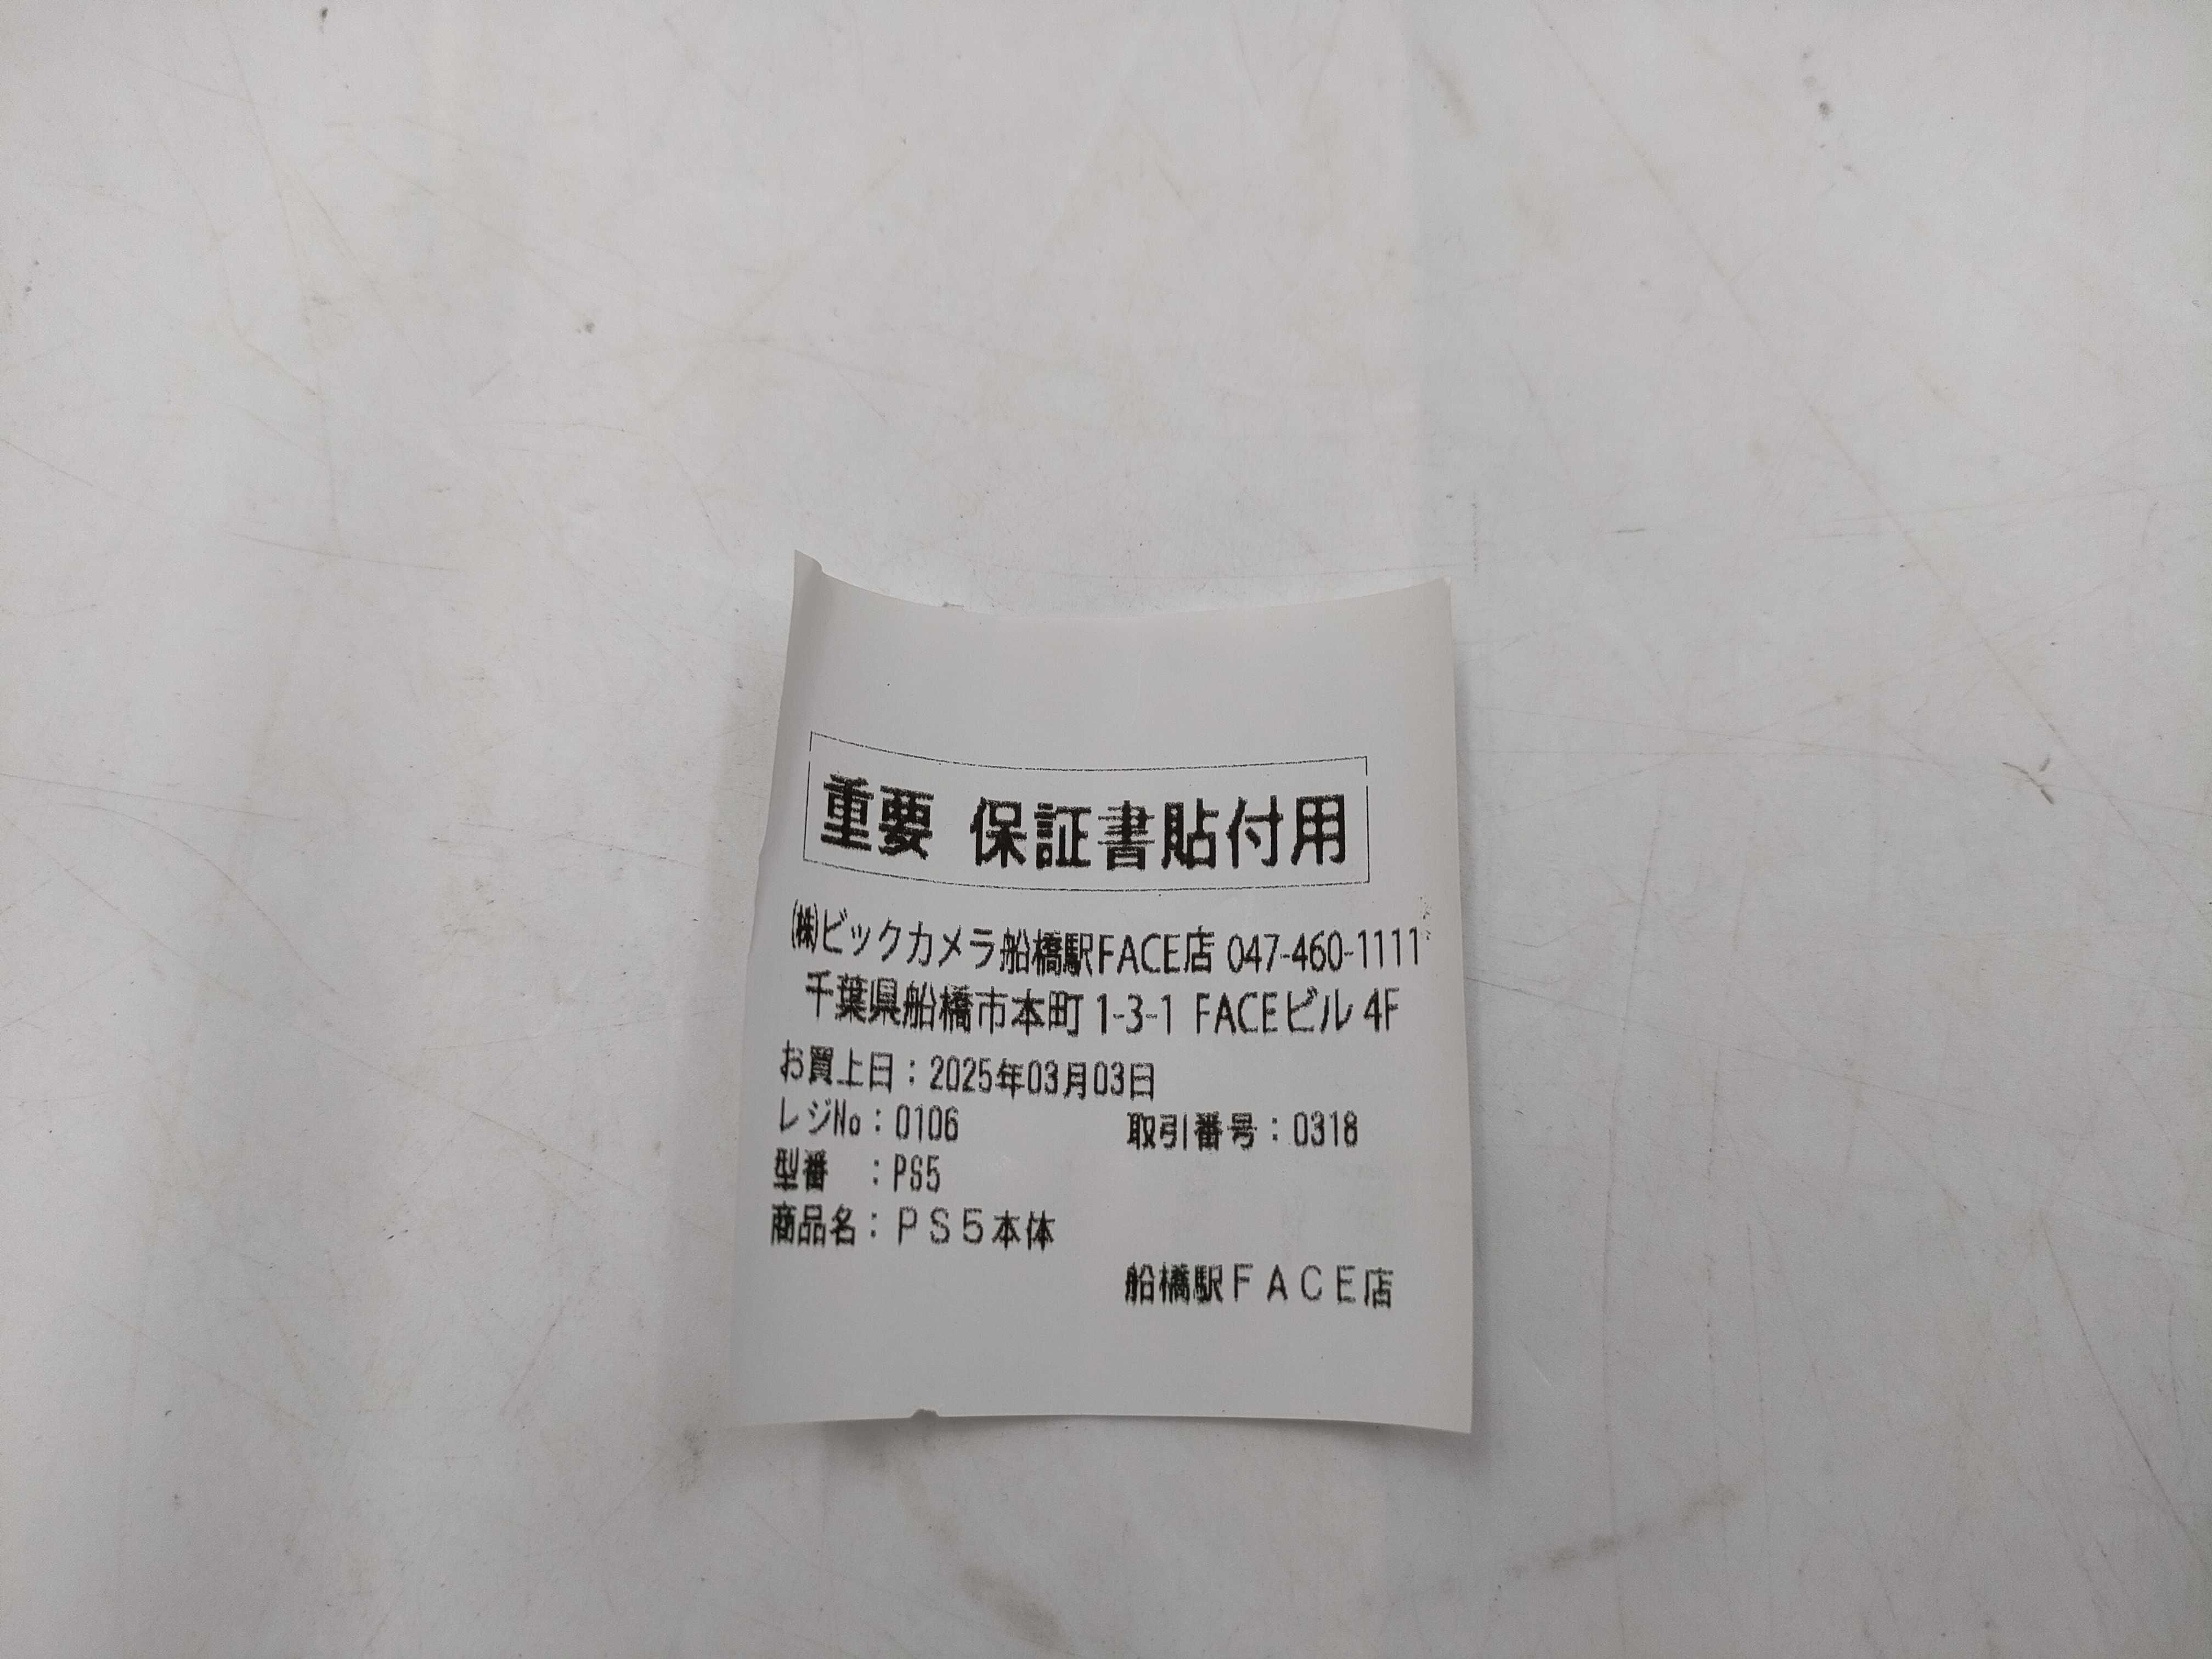 重要 保証書貼付用
㈱ビックカメラ船橋駅FACE店 047-460-1111
千葉県船橋市本町 1-3-1 FACEビル 4F
お買上日：2025年03月03日
レジNo：0106 取引番号：0318
型番 ：PS5
商品名：ＰＳ５本体
船橋駅ＦＡＣＥ店